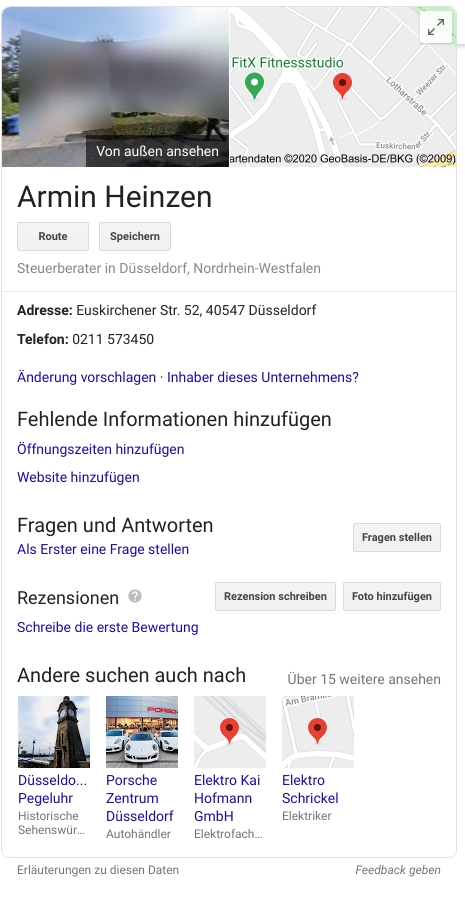 FitX Fitnessstudio
Weezer Str.
Lotharstraße
Euskirchener Str.
Von außen ansehen
artendaten ©2020 GeoBasis-DE/BKG (©2009)
Armin Heinzen
Route Speichern
Steuerberater in Düsseldorf, Nordrhein-Westfalen
Adresse: Euskirchener Str. 52, 40547 Düsseldorf
Telefon: 0211 573450
Änderung vorschlagen · Inhaber dieses Unternehmens?
Fehlende Informationen hinzufügen
Öffnungszeiten hinzufügen
Website hinzufügen
Fragen und Antworten
Fragen stellen
Als Erster eine Frage stellen
Rezensionen ? Rezension schreiben Foto hinzufügen
Schreibe die erste Bewertung
Andere suchen auch nach Über 15 weitere ansehen
PORSC
Am Bramb
Düsseldo...
Pegeluhr
Historische
Sehenswür...
Porsche
Zentrum
Düsseldorf
Autohändler
Elektro Kai
Hofmann
GmbH
Elektrofach...
Elektro
Schrickel
Elektriker
Erläuterungen zu diesen Daten Feedback geben